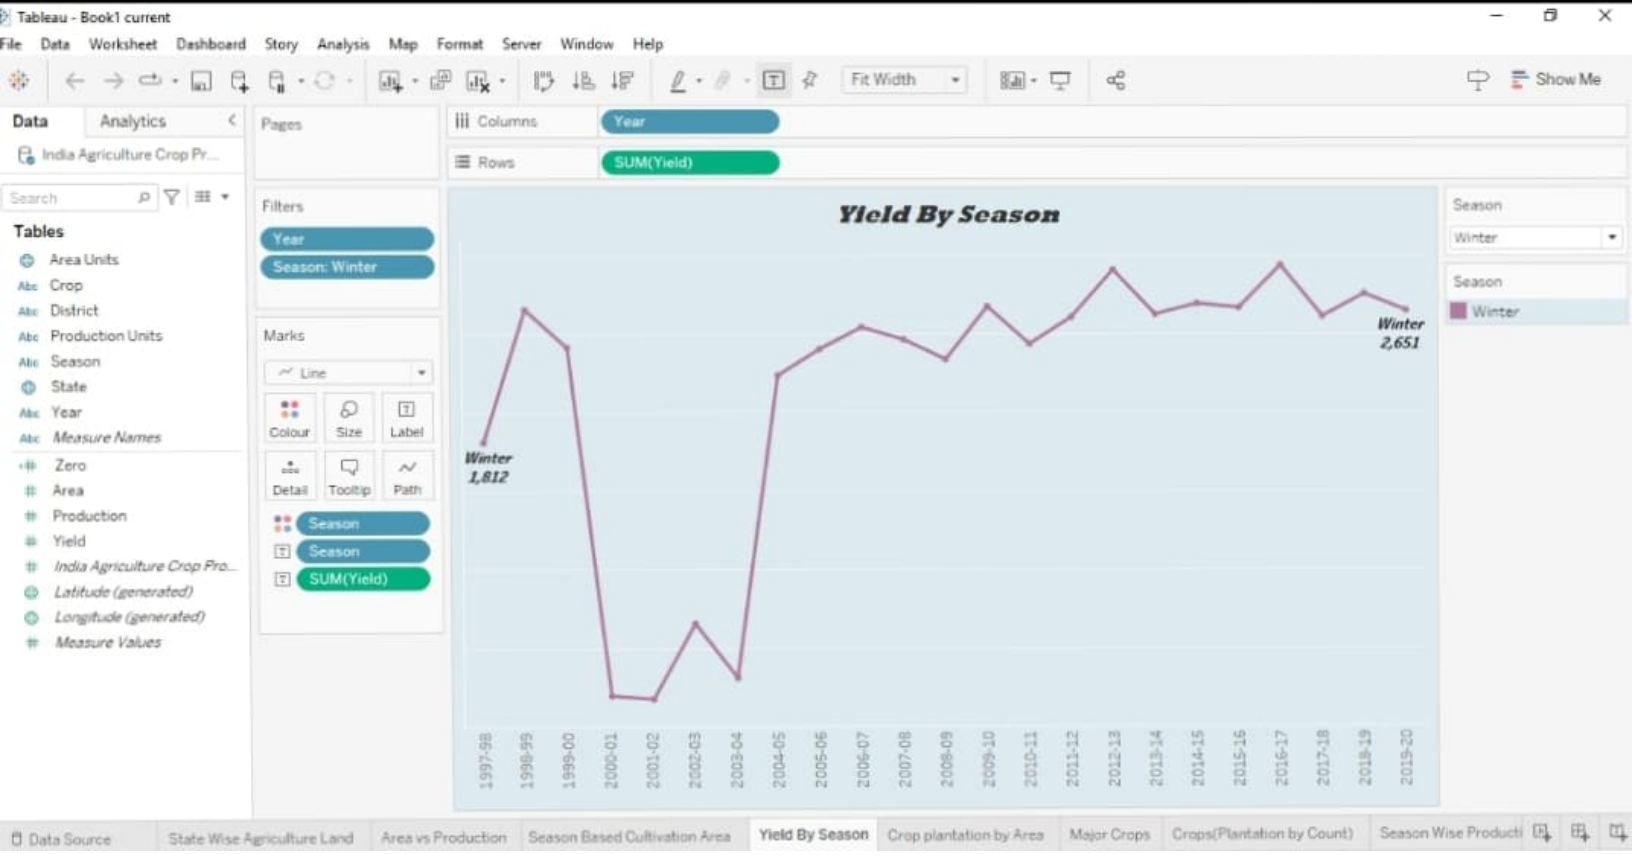 Tableau - Book1 current
File Data Worksheet Dashboard Story Analysis Map Format Server Window Help
Fit Width
Show Me
Data Analytics
India Agriculture Crop Pr...
Search
Tables
Area Units
Abc Crop
Abc District
Abc Production Units
Abc Season
State
Abc Year
Abc Measure Names
Zero
Area
Production
Yield
India Agriculture Crop Pro...
Latitude (generated)
Longitude (generated)
Measure Values
Pages
Filters
Year
Season: Winter
Marks
Line
Colour Size Label
Detail Tooltip Path
Season
Season
SUM(Yield)
Columns Year
Rows SUM(Yield)
Yield By Season
Winter
1,812
Winter
2,651
1997-98
1998-99
1999-00
2000-01
2001-02
2002-03
2003-04
2004-05
2005-06
2006-07
2007-08
2008-09
2009-10
2010-11
2011-12
2012-13
2013-14
2014-15
2015-16
2016-17
2017-18
2018-19
2019-20
Season
Winter
Season
Winter
Data Source State Wise Agriculture Land Area vs Production Season Based Cultivation Area Yield By Season Crop plantation by Area Major Crops Crops(Plantation by Count) Season Wise Producti